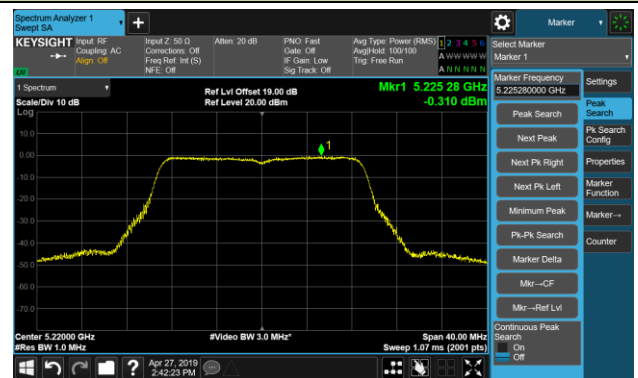 Spectrum Analyzer 1
Swept SA
Marker
KEYSIGHT
Input: RF
Coupling: AC
Align: Off
Input Z: 50 Ω
Corrections: Off
Freq Ref: Int (S)
NFE: Off
Atten: 20 dB
PNO: Fast
Gate: Off
IF Gain: Low
Sig Track: Off
Avg Type: Power (RMS)
Avg|Hold: 100/100
Trig: Free Run
1 2 3 4 5 6
A W W W W W
A N N N N N
Select Marker
Marker 1
1 Spectrum
Scale/Div 10 dB
Log
Ref Lvl Offset 19.00 dB
Ref Level 20.00 dBm
Mkr1 5.225 28 GHz
-0.310 dBm
10.0
0.00
-10.0
-20.0
-30.0
-40.0
-50.0
-60.0
-70.0
1
Center 5.22000 GHz
#Res BW 1.0 MHz
#Video BW 3.0 MHz*
Span 40.00 MHz
Sweep 1.07 ms (2001 pts)
Marker Frequency
5.225280000 GHz
Peak Search
Next Peak
Next Pk Right
Next Pk Left
Minimum Peak
Pk-Pk Search
Marker Delta
Mkr→CF
Mkr→Ref Lvl
Continuous Peak
Search
On
Off
Settings
Peak
Search
Pk Search
Config
Properties
Marker
Function
Marker→
Counter
?
Apr 27, 2019
2:42:23 PM